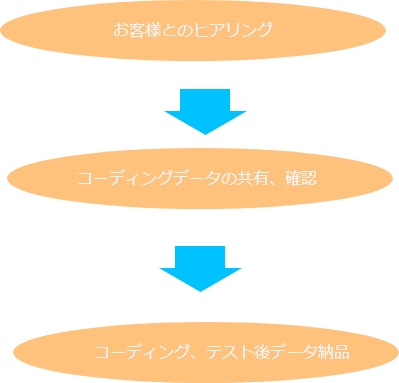 お客様とのヒアリング
コーディングデータの共有、確認
コーディング、テスト後データ納品